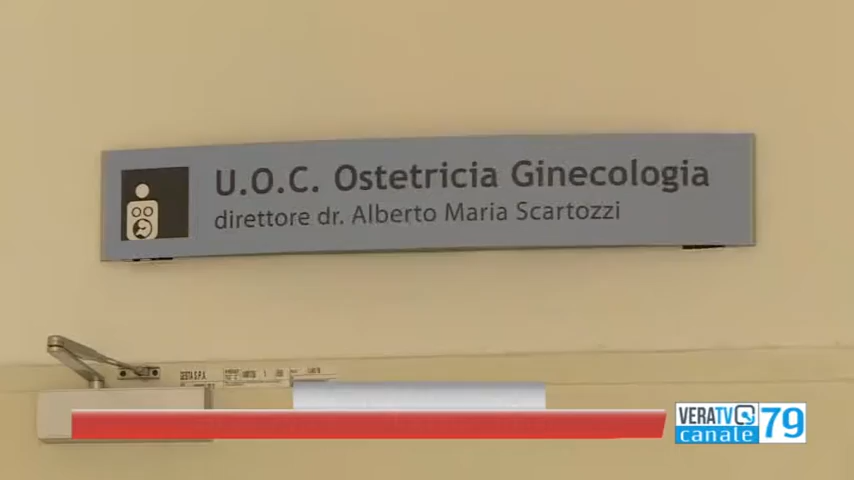 U.O.C. Ostetricia Ginecologia
direttore dr. Alberto Maria Scartozzi
VERATV
canale 79